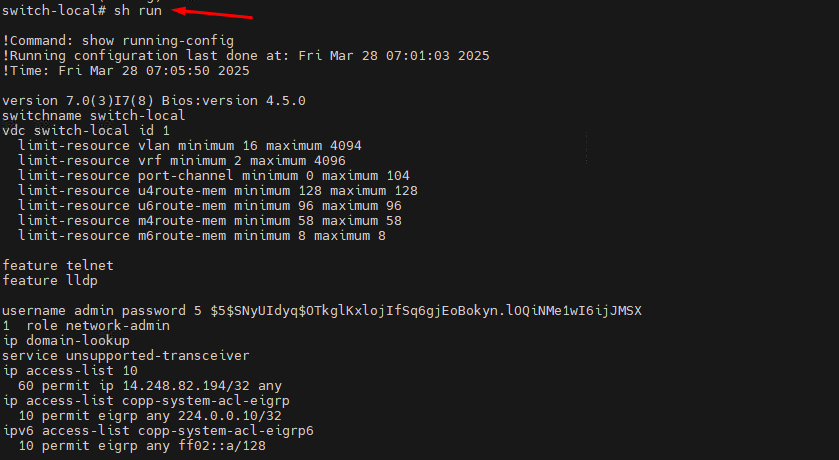 switch-local# sh run
!Command: show running-config
!Running configuration last done at: Fri Mar 28 07:01:03 2025
!Time: Fri Mar 28 07:05:50 2025
version 7.0(3)I7(8) Bios:version 4.5.0
switchname switch-local
vdc switch-local id 1
  limit-resource vlan minimum 16 maximum 4094
  limit-resource vrf minimum 2 maximum 4096
  limit-resource port-channel minimum 0 maximum 104
  limit-resource u4route-mem minimum 128 maximum 128
  limit-resource u6route-mem minimum 96 maximum 96
  limit-resource m4route-mem minimum 58 maximum 58
  limit-resource m6route-mem minimum 8 maximum 8
feature telnet
feature lldp
username admin password 5 $5$SNyUIdyq$OTkglKxlojIfSq6gjEoBokyn.lOQiNMe1wI6ijJMSX
1  role network-admin
ip domain-lookup
service unsupported-transceiver
ip access-list 10
  60 permit ip 14.248.82.194/32 any
ip access-list copp-system-acl-eigrp
  10 permit eigrp any 224.0.0.10/32
ipv6 access-list copp-system-acl-eigrp6
  10 permit eigrp any ff02::a/128